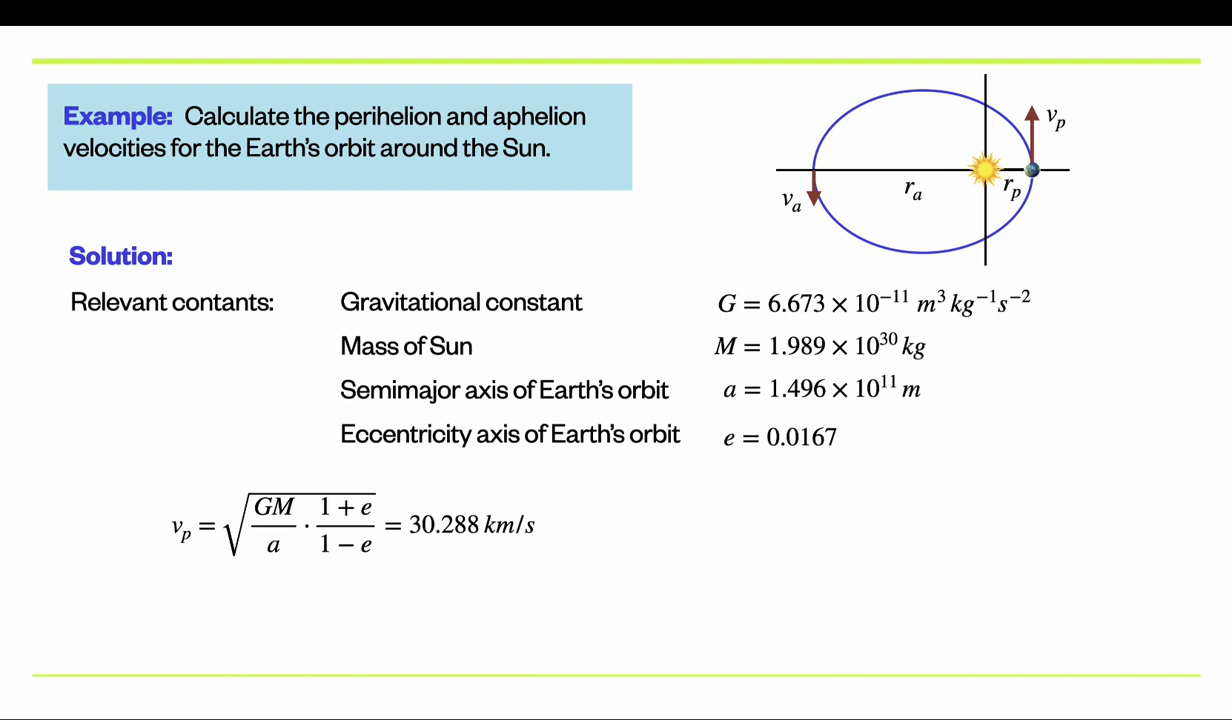 Example: Calculate the perihelion and aphelion
velocities for the Earth's orbit around the Sun.
v_p
v_a
r_a
r_p
Solution:
Relevant contants: Gravitational constant G = 6.673 × 10^{−11} m^3 kg^{−1}s^{−2}
Mass of Sun M = 1.989 × 10^{30} kg
Semimajor axis of Earth's orbit a = 1.496 × 10^{11} m
Eccentricity axis of Earth's orbit e = 0.0167
v_p = √(GM/a · (1 + e)/(1 − e)) = 30.288 km/s